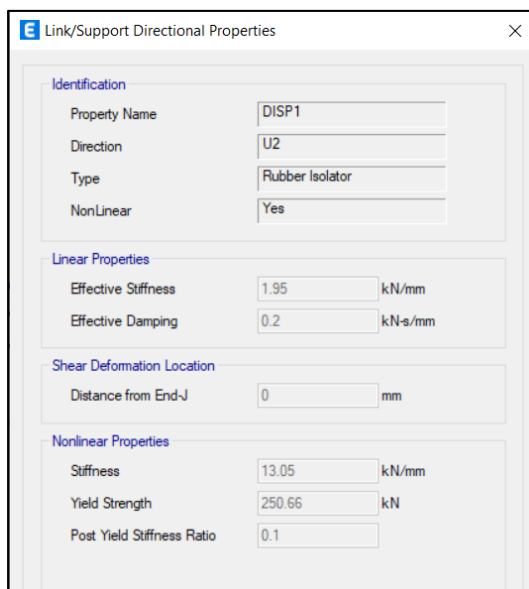 E Link/Support Directional Properties
Identification
Property Name DISP1
Direction U2
Type Rubber Isolator
NonLinear Yes
Linear Properties
Effective Stiffness 1.95 kN/mm
Effective Damping 0.2 kN-s/mm
Shear Deformation Location
Distance from End-J 0 mm
Nonlinear Properties
Stiffness 13.05 kN/mm
Yield Strength 250.66 kN
Post Yield Stiffness Ratio 0.1